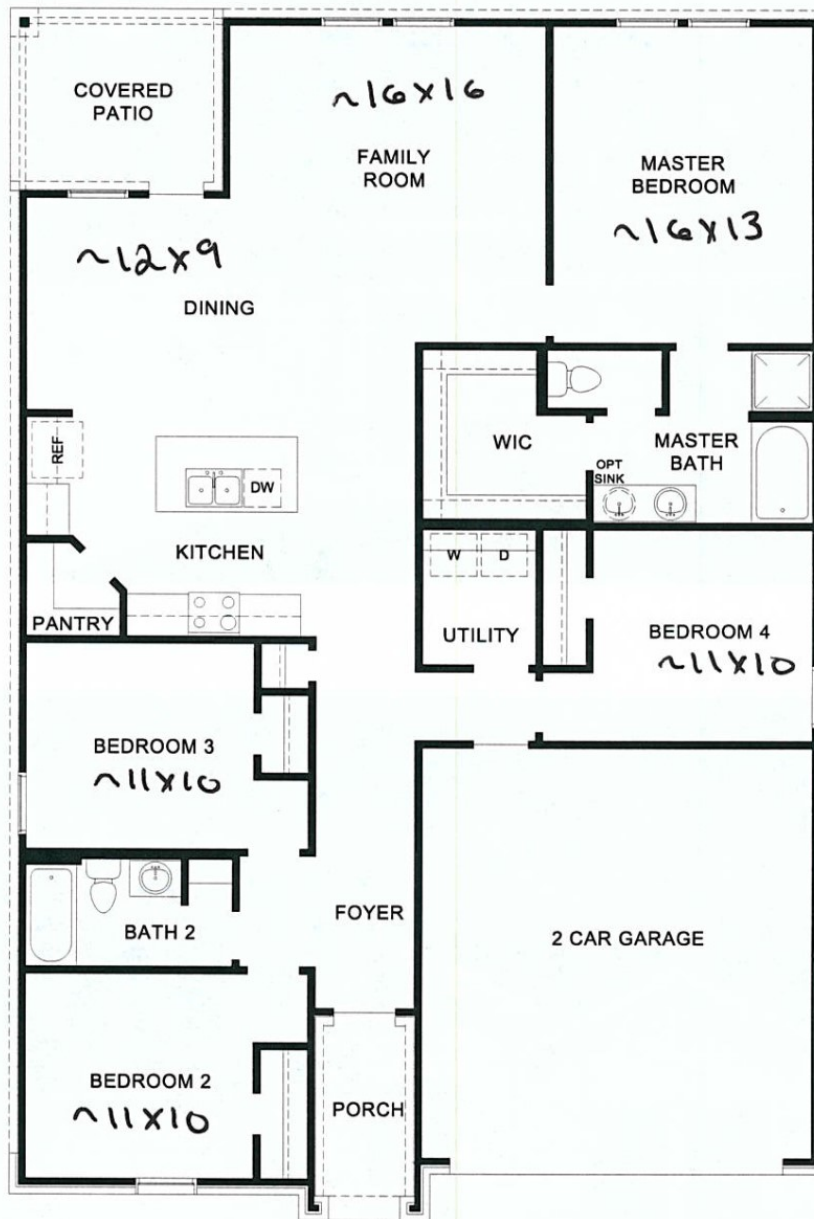 COVERED
PATIO
~16x16
FAMILY
ROOM
MASTER
BEDROOM
~16x13
~12x9
DINING
REF
DW
WIC
OPT
SINK
MASTER
BATH
KITCHEN
W
D
PANTRY
UTILITY
BEDROOM 4
~11x10
BEDROOM 3
~11x10
BATH 2
FOYER
2 CAR GARAGE
BEDROOM 2
~11x10
PORCH